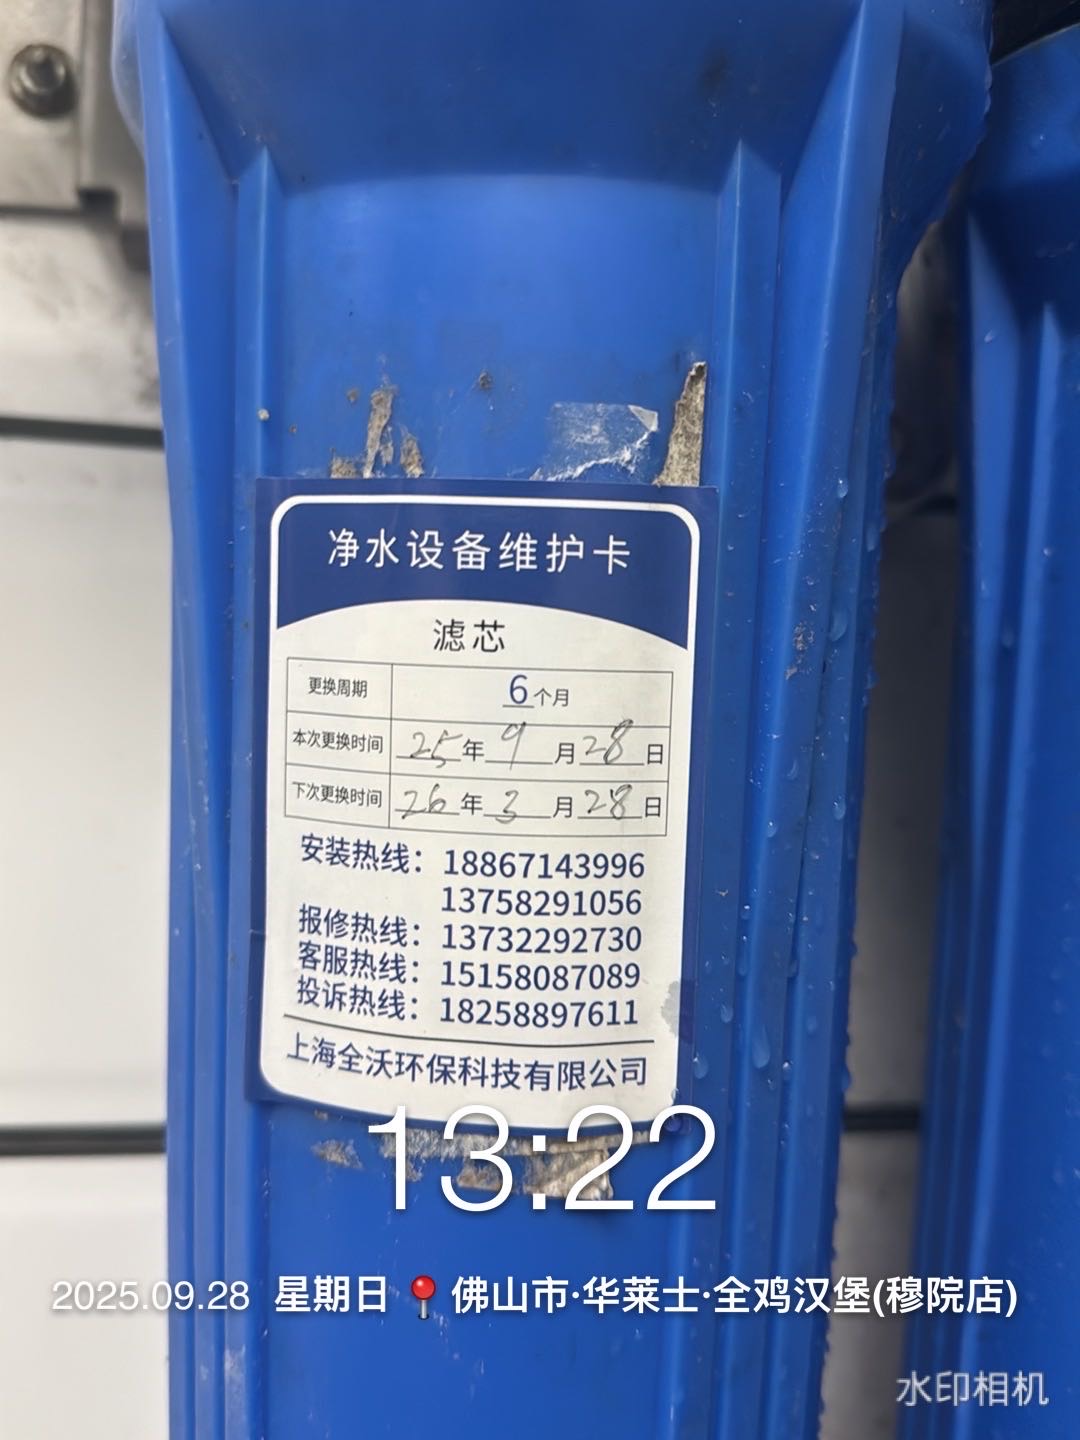 净水设备维护卡
滤芯
更换周期 6个月
本次更换时间 25年9月28日
下次更换时间 26年3月28日
安装热线：18867143996
13758291056
报修热线：13732292730
客服热线：15158087089
投诉热线：18258897611
上海全沃环保科技有限公司
13:22
2025.09.28 星期日 📍佛山市·华莱士·全鸡汉堡(穆院店)
水印相机